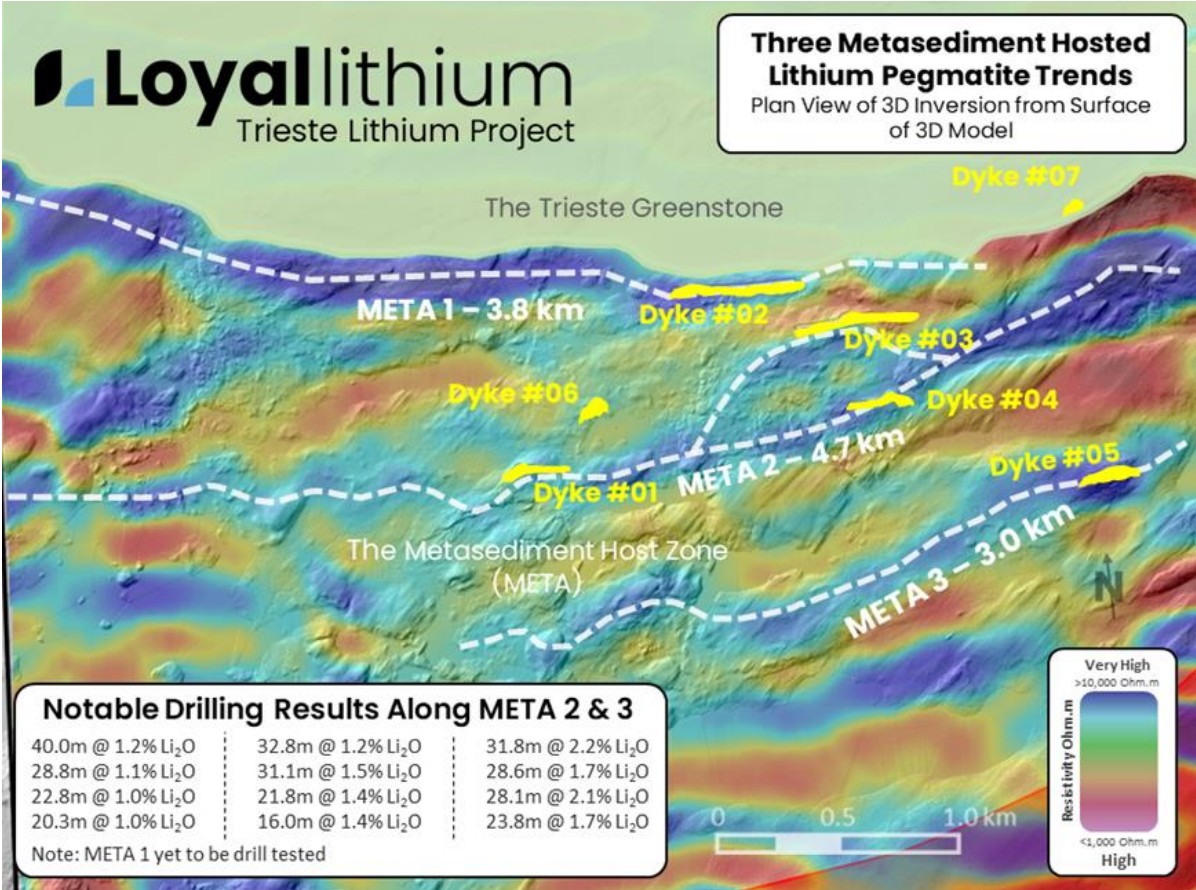 Loyal lithium
Trieste Lithium Project
Three Metasediment Hosted
Lithium Pegmatite Trends
Plan View of 3D Inversion from Surface
of 3D Model
Dyke #07
The Trieste Greenstone
META 1 – 3.8 km
Dyke #02
Dyke #03
Dyke #06
Dyke #04
META 2 – 4.7 km
Dyke #05
Dyke #01
The Metasediment Host Zone
(META)
META 3 – 3.0 km
N
Notable Drilling Results Along META 2 & 3
40.0m @ 1.2% Li₂O
28.8m @ 1.1% Li₂O
22.8m @ 1.0% Li₂O
20.3m @ 1.0% Li₂O
32.8m @ 1.2% Li₂O
31.1m @ 1.5% Li₂O
21.8m @ 1.4% Li₂O
16.0m @ 1.4% Li₂O
31.8m @ 2.2% Li₂O
28.6m @ 1.7% Li₂O
28.1m @ 2.1% Li₂O
23.8m @ 1.7% Li₂O
Note: META 1 yet to be drill tested
0 0.5 1.0 km
Very High
>10,000 Ohm.m
Resistivity Ohm.m
<1,000 Ohm.m
High